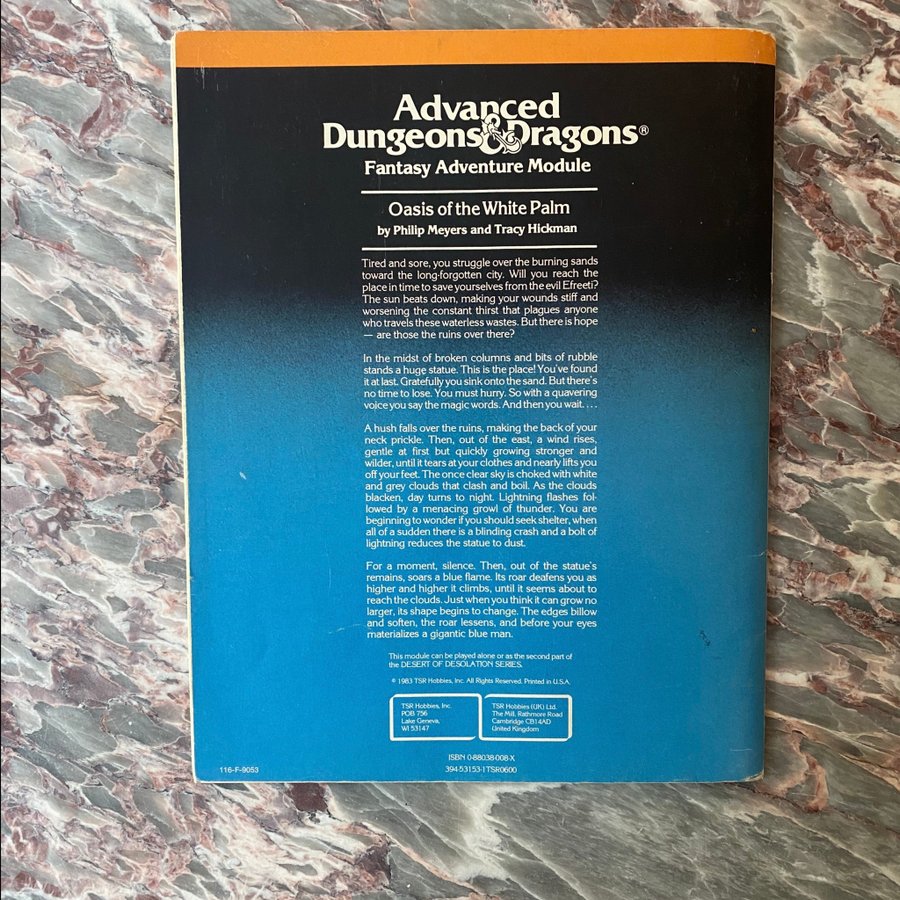 Advanced
Dungeons & Dragons®
Fantasy Adventure Module
Oasis of the White Palm
by Philip Meyers and Tracy Hickman
Tired and sore, you struggle over the burning sands
toward the long-forgotten city. Will you reach the
place in time to save yourselves from the evil Efreeti?
The sun beats down, making your wounds stiff and
worsening the constant thirst that plagues anyone
who travels these waterless wastes. But there is hope
— are those the ruins over there?
In the midst of broken columns and bits of rubble
stands a huge statue. This is the place! You've found
it at last. Gratefully you sink onto the sand. But there's
no time to lose. You must hurry. So with a quavering
voice you say the magic words. And then you wait. . . .
A hush falls over the ruins, making the back of your
neck prickle. Then, out of the east, a wind rises,
gentle at first but quickly growing stronger and
wilder, until it tears at your clothes and nearly lifts you
off your feet. The once clear sky is choked with white
and grey clouds that clash and boil. As the clouds
blacken, day turns to night. Lightning flashes fol-
lowed by a menacing growl of thunder. You are
beginning to wonder if you should seek shelter, when
all of a sudden there is a blinding crash and a bolt of
lightning reduces the statue to dust.
For a moment, silence. Then, out of the statue's
remains, soars a blue flame. Its roar deafens you as
higher and higher it climbs, until it seems about to
reach the clouds. Just when you think it can grow no
larger, its shape begins to change. The edges billow
and soften, the roar lessens, and before your eyes
materializes a gigantic blue man.
This module can be played alone or as the second part of
the DESERT OF DESOLATION SERIES.
© 1983 TSR Hobbies, Inc. All Rights Reserved. Printed in U.S.A.
TSR Hobbies, Inc.
POB 756
Lake Geneva,
WI 53147
TSR Hobbies (UK) Ltd.
The Mill, Rathmore Road
Cambridge CB14AD
United Kingdom
ISBN 0-88038-008-X
394-53153-1TSR0600
116-F-9053